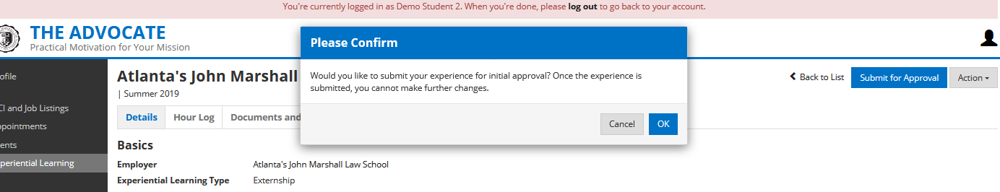 You're currently logged in as Demo Student 2. When you're done, please log out to go back to your account.
THE ADVOCATE
Practical Motivation for Your Mission
Please Confirm
Would you like to submit your experience for initial approval? Once the experience is
submitted, you cannot make further changes.
Cancel OK
ofile
CI and Job Listings
ppointments
ents
periential Learning
Atlanta's John Marshall
| Summer 2019
Back to List Submit for Approval Action
Details Hour Log Documents and
Basics
Employer Atlanta's John Marshall Law School
Experiential Learning Type Externship